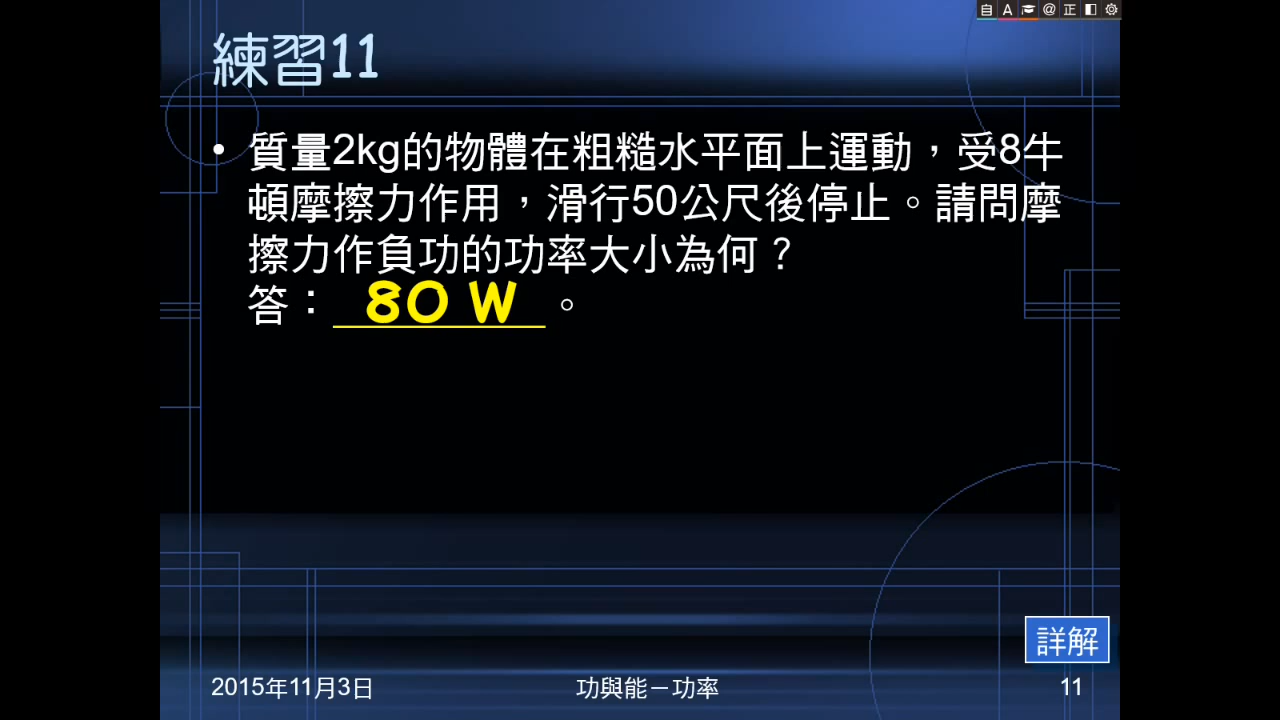 自 A @ 正
練習11
• 質量2kg的物體在粗糙水平面上運動，受8牛
頓摩擦力作用，滑行50公尺後停止。請問摩
擦力作負功的功率大小為何？
答：80 W。
詳解
2015年11月3日
功與能－功率
11